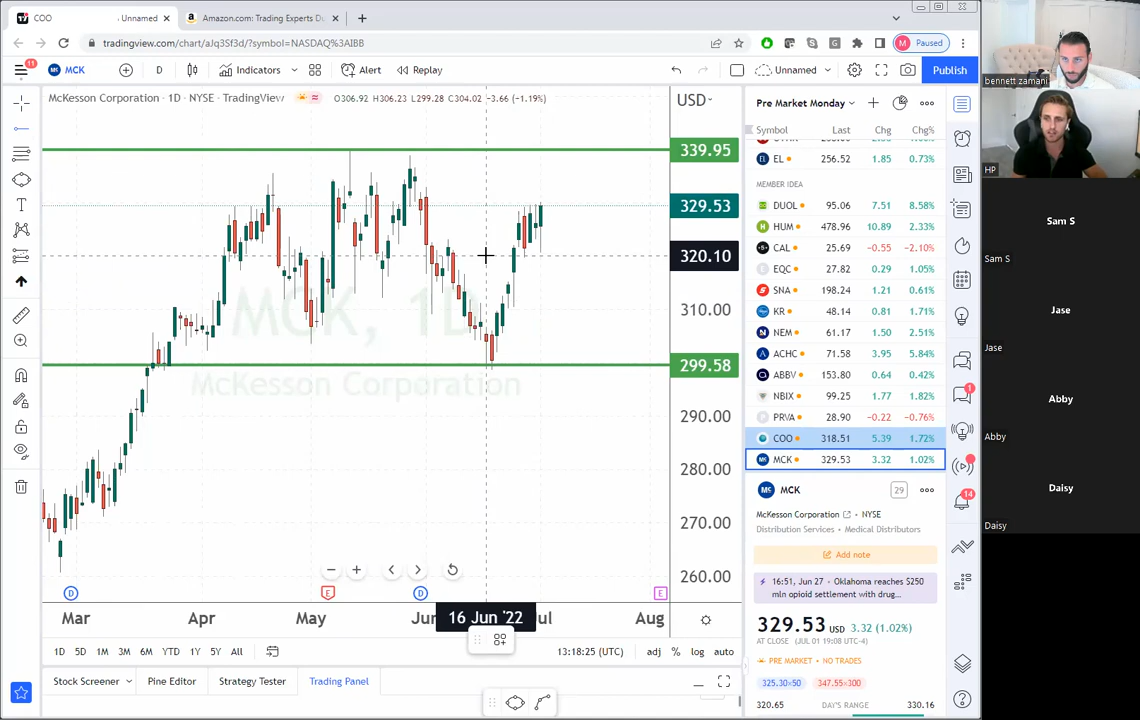 COO . Unnamed
Amazon.com: Trading Experts Du
tradingview.com/chart/aJq3Sf3d/?symbol=NASDAQ%3AIBB
M Paused
11 MCK D Indicators Alert Replay Unnamed Publish
McKesson Corporation · 1D · NYSE · TradingView
O306.92 H306.23 L299.28 C304.02 -3.66 (-1.19%)
USD
339.95
329.53
320.10
310.00
299.58
290.00
280.00
270.00
260.00
MCK, 1D
McKesson Corporation
D E D E
Mar Apr May Jun 16 Jun '22 Jul Aug
1D 5D 1M 3M 6M YTD 1Y 5Y All
13:18:25 (UTC) adj % log auto
Stock Screener Pine Editor Strategy Tester Trading Panel
Pre Market Monday
Symbol Last Chg Chg%
EL 256.52 1.85 0.73%
MEMBER IDEA
DUOL 95.06 7.51 8.58%
HUM 478.96 10.89 2.33%
CAL 25.69 -0.55 -2.10%
EQC 27.82 0.29 1.05%
SNA 198.24 1.21 0.61%
KR 48.14 0.81 1.71%
NEM 61.17 1.50 2.51%
ACHC 71.58 3.95 5.84%
ABBV 153.80 0.64 0.42%
NBIX 99.25 1.77 1.82%
PRVA 28.90 -0.22 -0.76%
COO 318.51 5.39 1.72%
MCK 329.53 3.32 1.02%
MCK 29
McKesson Corporation · NYSE
Distribution Services · Medical Distributors
Add note
16:51, Jun 27 · Oklahoma reaches $250
mln opioid settlement with drug...
329.53 USD 3.32 (1.02%)
AT CLOSE (JUL 01 19:08 UTC-4)
PRE MARKET · NO TRADES
325.30×50 347.55×300
320.65 DAY'S RANGE 330.16
1
14
bennett zamani
HP
Sam S
Sam S
Jase
Jase
Abby
Abby
Daisy
Daisy